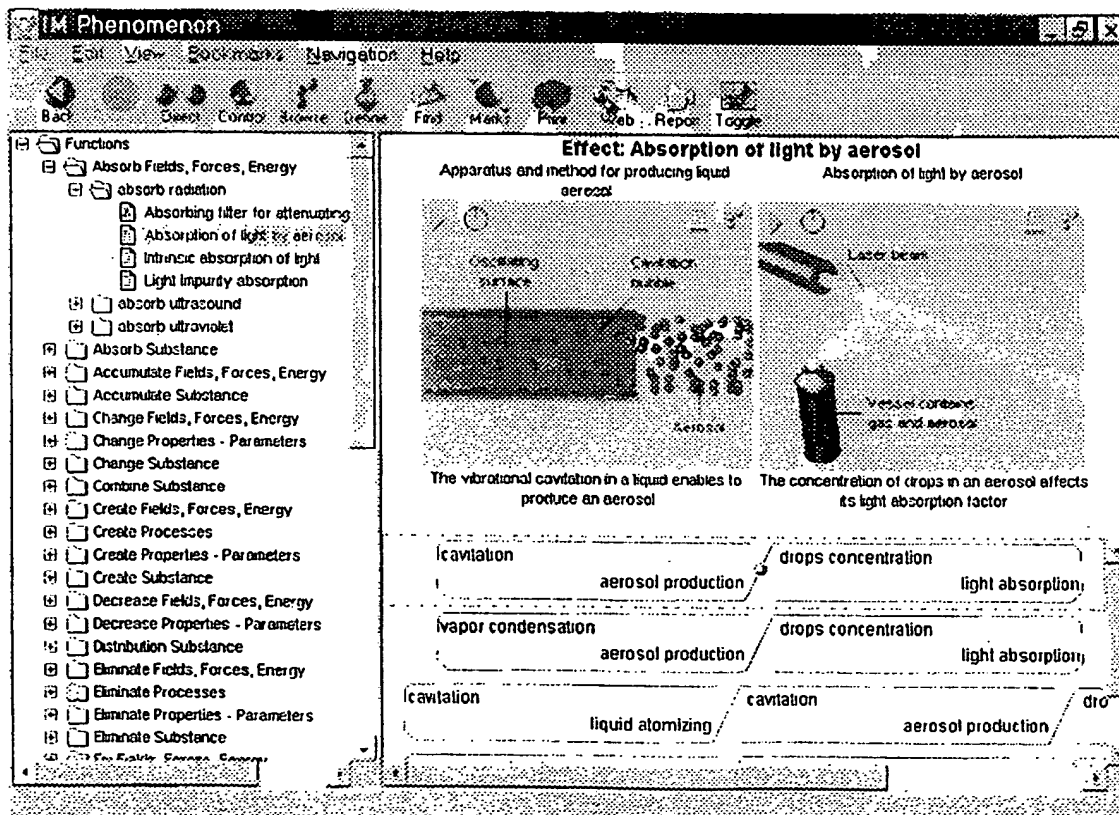 IM Phenomenon
File Edit View Bookmarks Navigation Help
Back Direct Control Browse Define Find Marks Print Web Report Toggle
Functions
Absorb Fields, Forces, Energy
absorb radiation
Absorbing filter for attenuating
Absorption of light by aerosol
Intrinsic absorption of light
Light Impurity absorption
absorb ultrasound
absorb ultraviolet
Absorb Substance
Accumulate Fields, Forces, Energy
Accumulate Substance
Change Fields, Forces, Energy
Change Properties - Parameters
Change Substance
Combine Substance
Create Fields, Forces, Energy
Create Processes
Create Properties - Parameters
Create Substance
Decrease Fields, Forces, Energy
Decrease Properties - Parameters
Distribution Substance
Eliminate Fields, Forces, Energy
Eliminate Processes
Eliminate Properties - Parameters
Eliminate Substance
Effect: Absorption of light by aerosol
Apparatus and method for producing liquid
aerosol
Absorption of light by aerosol
Oscillating
surface
Cavitation
bubble
Aerosol
Laser beam
Vessel contains
gas and aerosol
The vibrational cavitation in a liquid enables to
produce an aerosol
The concentration of drops in an aerosol affects
its light absorption factor
cavitation
aerosol production
drops concentration
light absorption
vapor condensation
aerosol production
drops concentration
light absorption
cavitation
liquid atomizing
cavitation
aerosol production
dro